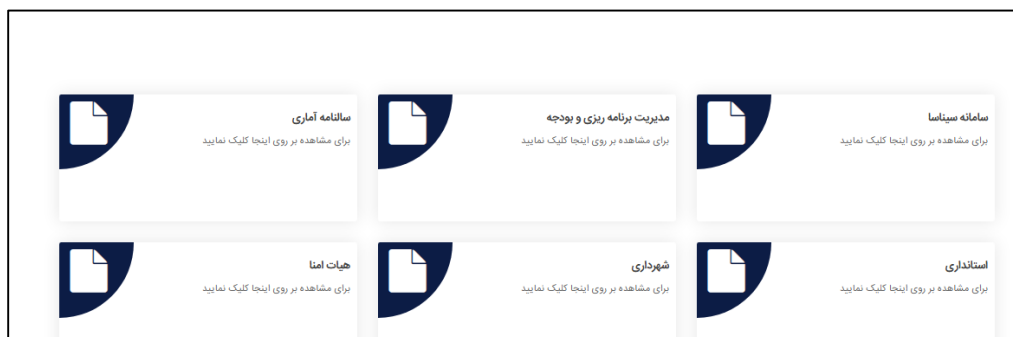 سامانه سیناسا
برای مشاهده بر روی اینجا کلیک نمایید
مدیریت برنامه ریزی و بودجه
برای مشاهده بر روی اینجا کلیک نمایید
سالنامه آماری
برای مشاهده بر روی اینجا کلیک نمایید
استانداری
برای مشاهده بر روی اینجا کلیک نمایید
شهرداری
برای مشاهده بر روی اینجا کلیک نمایید
هیات امنا
برای مشاهده بر روی اینجا کلیک نمایید